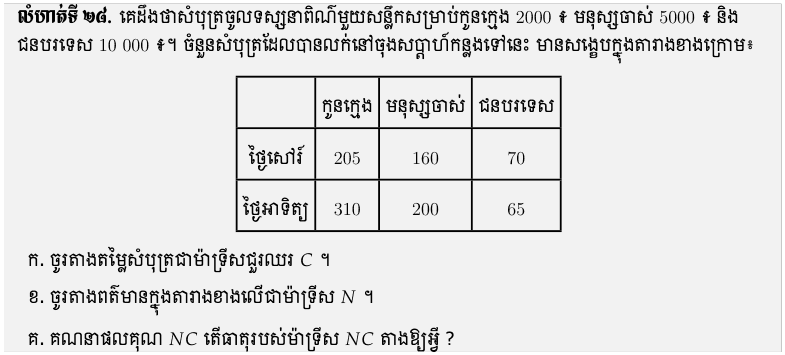 លំហាត់ទី ២៨. គេដឹងថាសំបុត្រចូលទស្សនាពិពណ៌មួយសន្លឹកសម្រាប់កូនក្មេង 2000 ៛ មនុស្សចាស់ 5000 ៛ និង
ជនបរទេស 10 000 ៛។ ចំនួនសំបុត្រដែលបានលក់នៅចុងសប្ដាហ៍កន្លងទៅនេះ មានសង្ខេបក្នុងតារាងខាងក្រោម៖
កូនក្មេង មនុស្សចាស់ ជនបរទេស
ថ្ងៃសៅរ៍ 205 160 70
ថ្ងៃអាទិត្យ 310 200 65
ក. ចូរតាងតម្លៃសំបុត្រជាម៉ាទ្រីសជួរឈរ C ។
ខ. ចូរតាងពត៌មានក្នុងតារាងខាងលើជាម៉ាទ្រីស N ។
គ. គណនាផលគុណ NC តើធាតុរបស់ម៉ាទ្រីស NC តាងឱ្យអ្វី ?